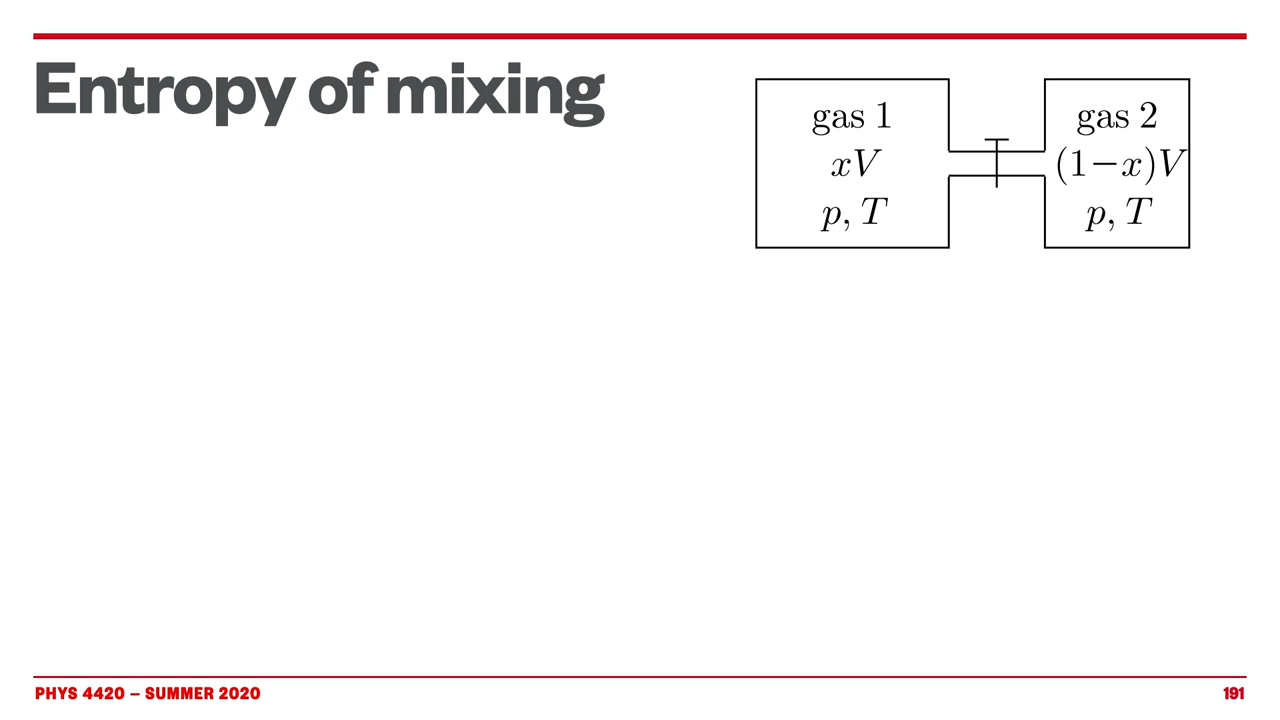 Entropy of mixing
gas 1
xV
p, T
gas 2
(1−x)V
p, T
PHYS 4420 – SUMMER 2020
191